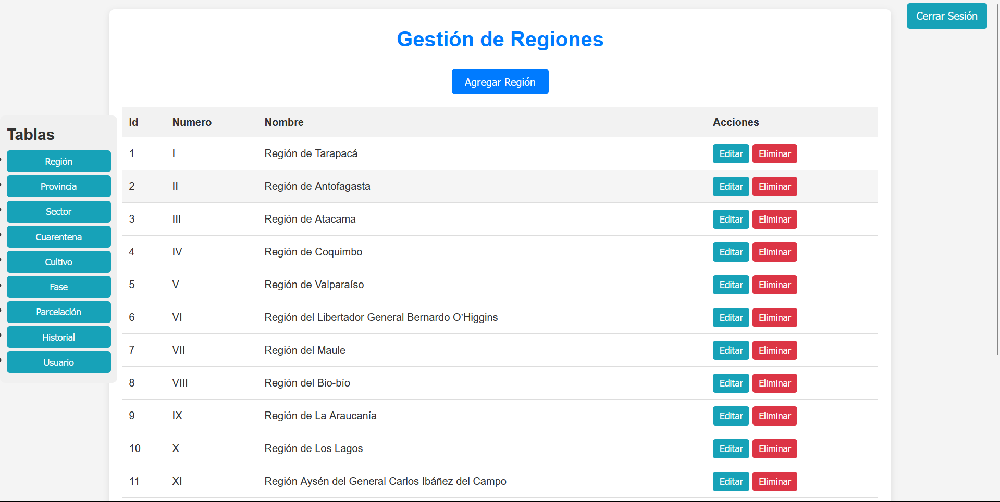 Cerrar Sesión
Gestión de Regiones
Agregar Región
Tablas
Región
Provincia
Sector
Cuarentena
Cultivo
Fase
Parcelación
Historial
Usuario
Id Numero Nombre Acciones
1 I Región de Tarapacá Editar Eliminar
2 II Región de Antofagasta Editar Eliminar
3 III Región de Atacama Editar Eliminar
4 IV Región de Coquimbo Editar Eliminar
5 V Región de Valparaíso Editar Eliminar
6 VI Región del Libertador General Bernardo O’Higgins Editar Eliminar
7 VII Región del Maule Editar Eliminar
8 VIII Región del Bio-bío Editar Eliminar
9 IX Región de La Araucanía Editar Eliminar
10 X Región de Los Lagos Editar Eliminar
11 XI Región Aysén del General Carlos Ibáñez del Campo Editar Eliminar